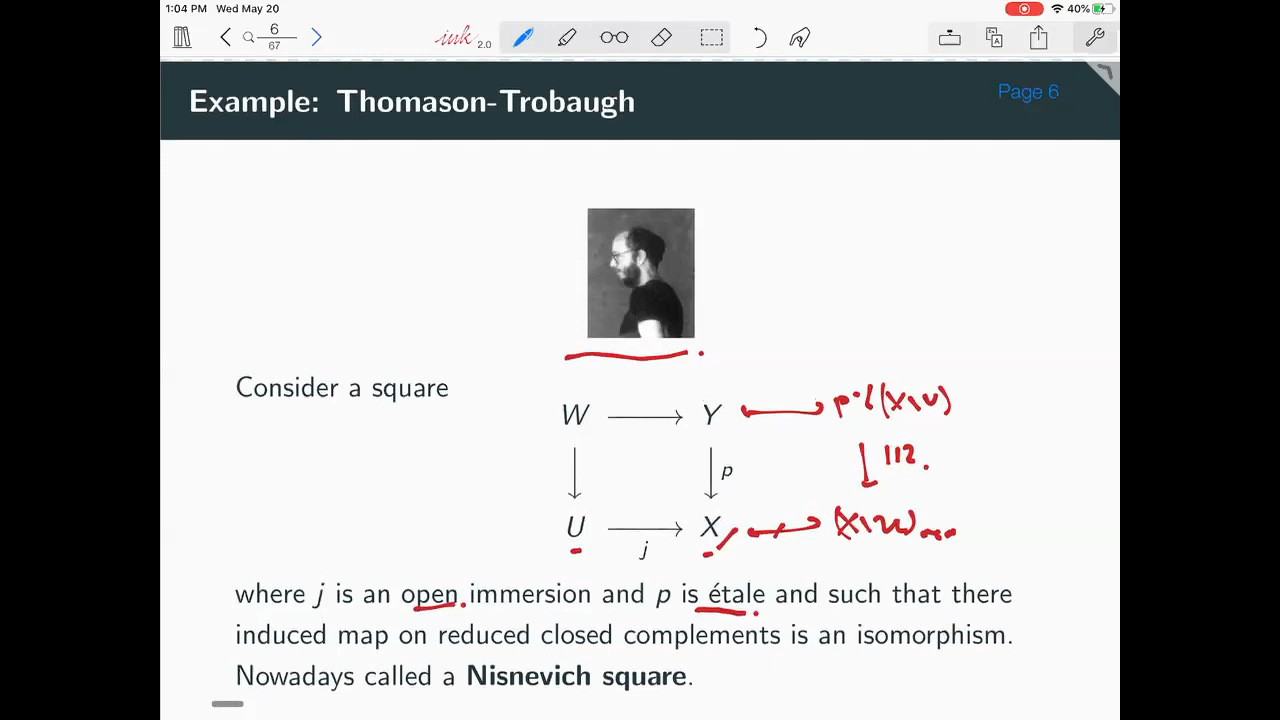 1:04 PM Wed May 20
40%
6
67
ink 2.0
Example: Thomason-Trobaugh
Page 6
Consider a square
W Y
p
U X
j
where j is an open immersion and p is étale and such that there
induced map on reduced closed complements is an isomorphism.
Nowadays called a Nisnevich square.